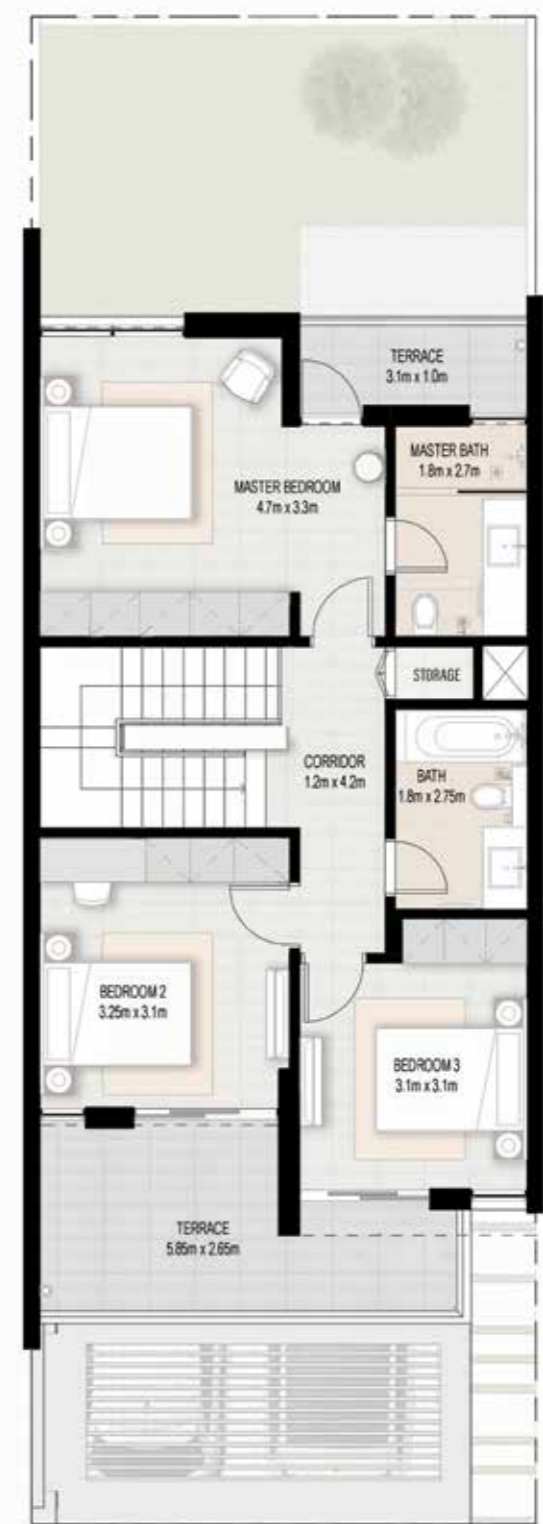 TERRACE
3.1m x 1.0m
MASTER BATH
1.8m x 2.7m
MASTER BEDROOM
4.7m x 3.3m
STORAGE
CORRIDOR
1.2m x 4.2m
BATH
1.8m x 2.75m
BEDROOM 2
3.25m x 3.1m
BEDROOM 3
3.1m x 3.1m
TERRACE
5.85m x 2.65m